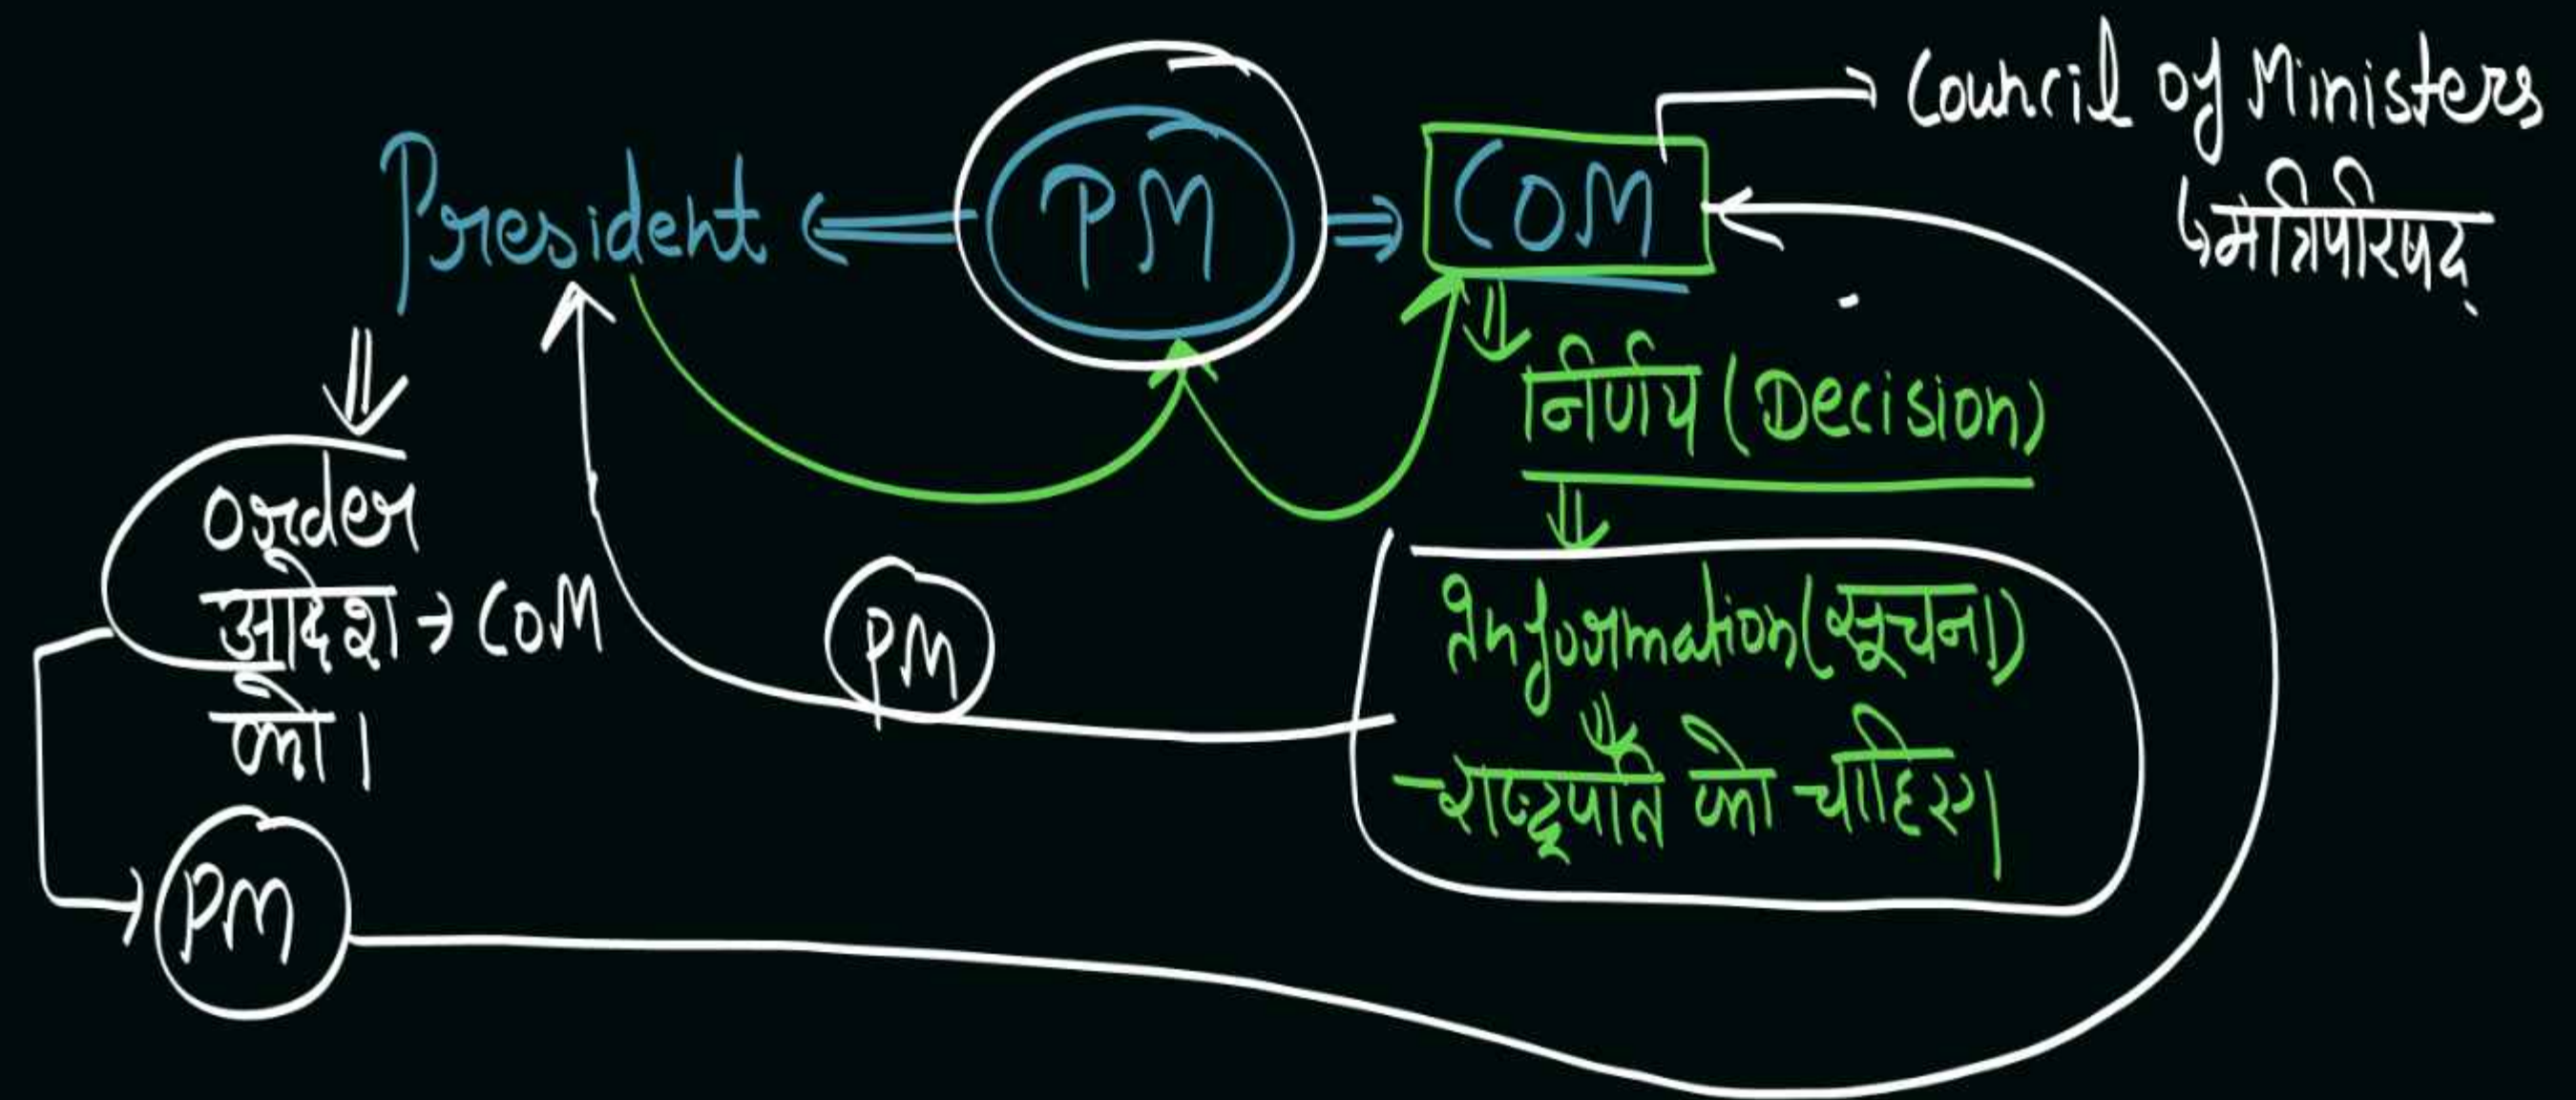 President PM COM
Council of Ministers
मंत्रिपरिषद्
निर्णय (Decision)
Information (सूचना)
राष्ट्रपति को चाहिए।
order
आदेश → COM
को।
PM
PM